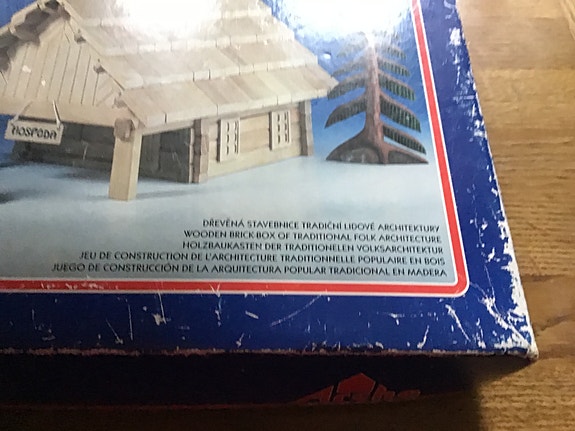 HOSPODA
DŘEVĚNÁ STAVEBNICE TRADIČNÍ LIDOVÉ ARCHITEKTURY
WOODEN BRICK-BOX OF TRADITIONAL FOLK ARCHITECTURE
HOLZBAUKASTEN DER TRADITIONELEN VOLKSARCHITEKTUR
JEU DE CONSTRUCTION DE L'ARCHITECTURE TRADITIONNELLE POPULAIRE EN BOIS
JUEGO DE CONSTRUCCIÓN DE LA ARQUITECTURA POPULAR TRADICIONAL EN MADERA